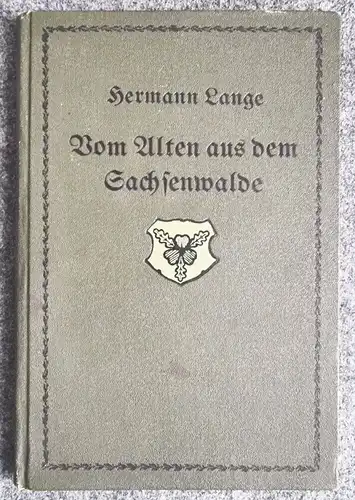 Hermann Lange
Vom Alten aus dem
Sachsenwalde